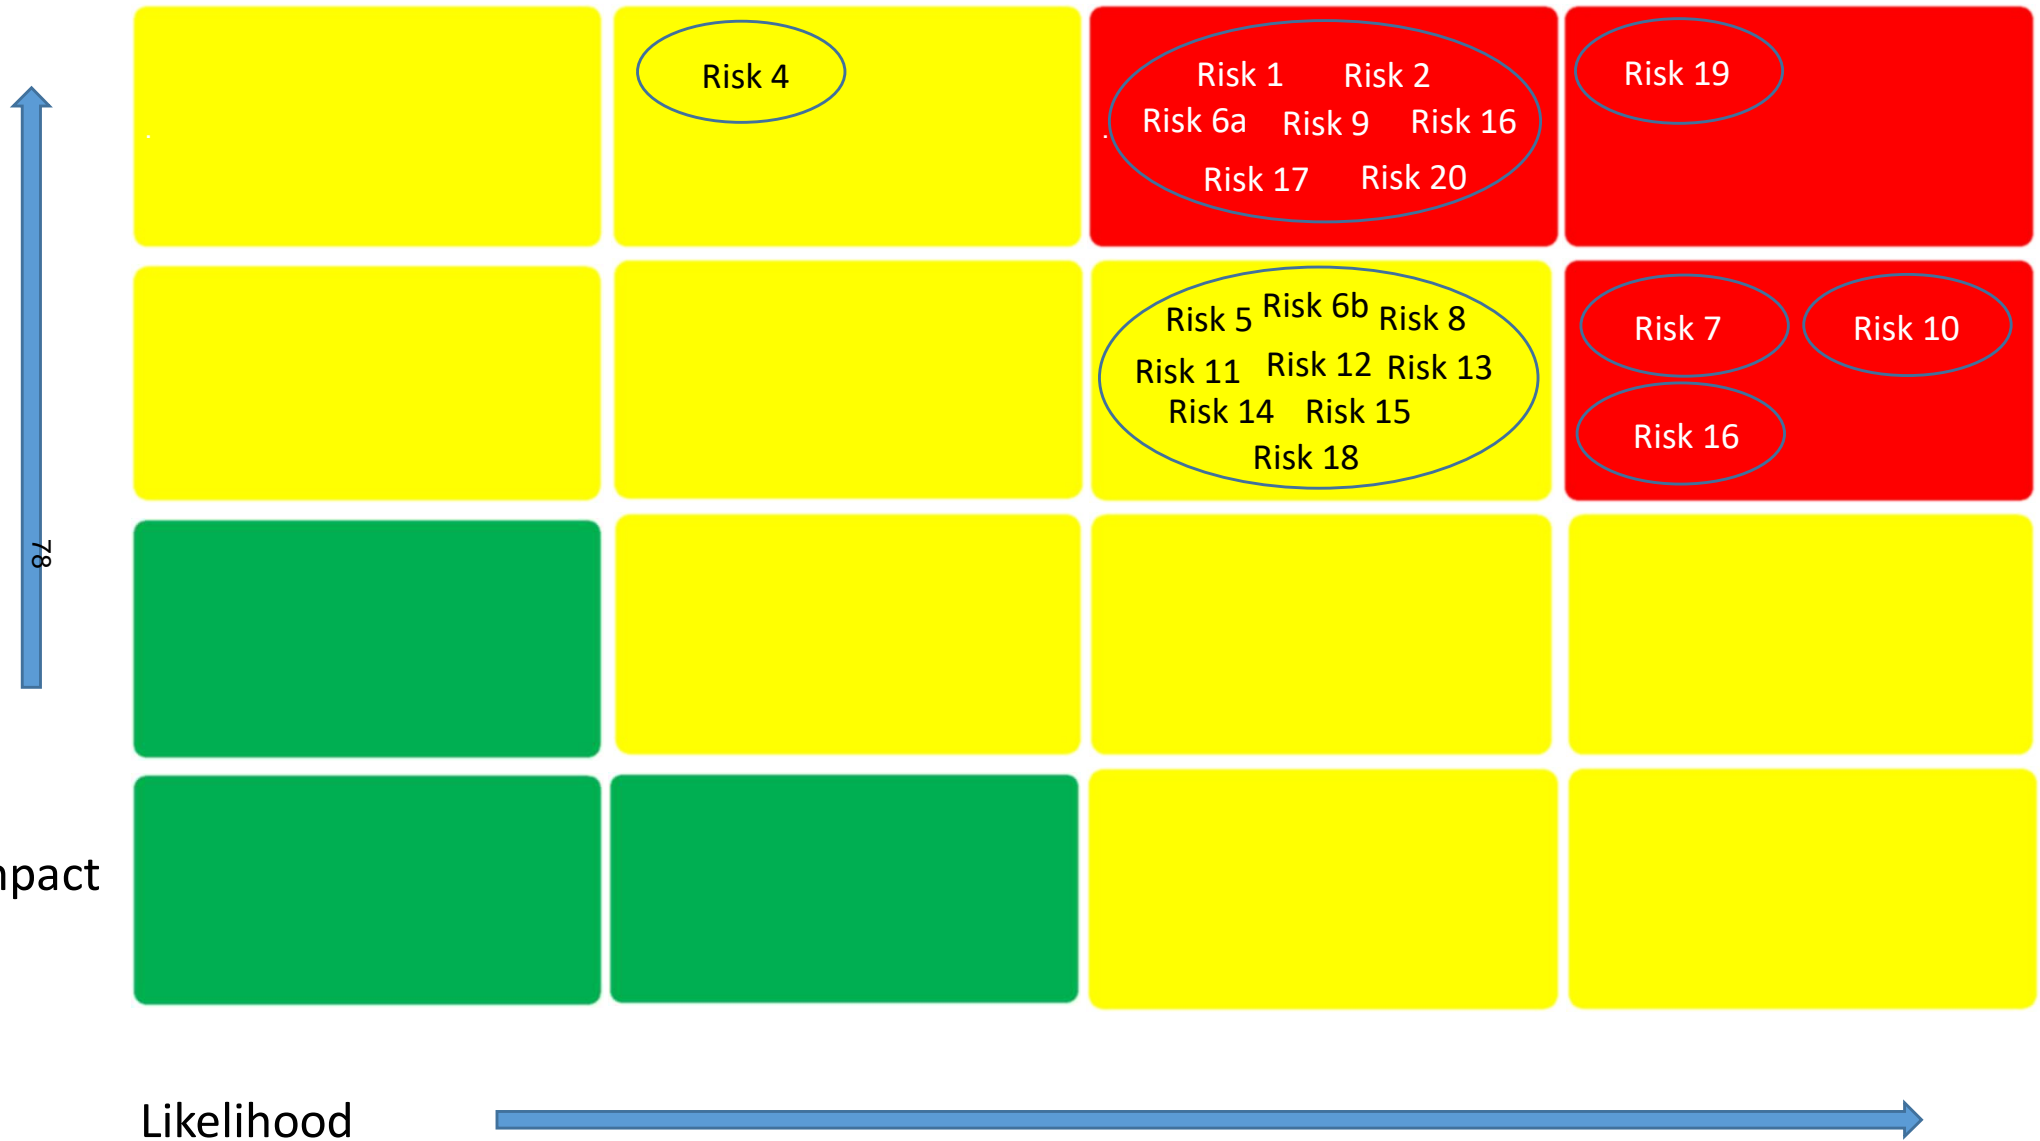 Risk 4
Risk 1 Risk 2
Risk 6a Risk 9 Risk 16
Risk 17 Risk 20
Risk 19
Risk 5 Risk 6b Risk 8
Risk 11 Risk 12 Risk 13
Risk 14 Risk 15
Risk 18
Risk 7 Risk 10
Risk 16
78
npact
Likelihood